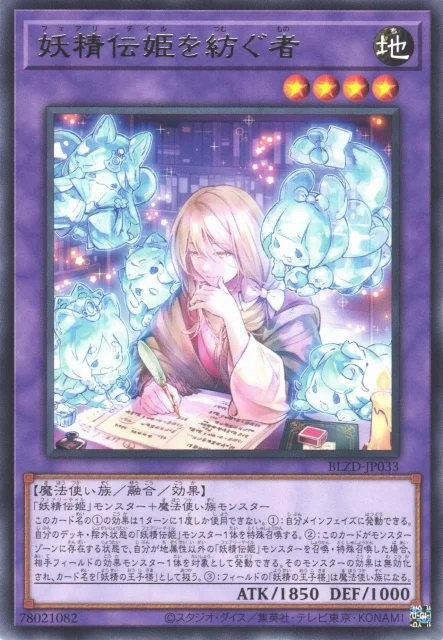 フェアリーテイル つむ もの
妖精伝姫を紡ぐ者
地
BLZD-JP033
【魔法使い族／融合／効果】
「妖精伝姫」モンスター＋魔法使い族モンスター
このカード名の①の効果は1ターンに1度しか使用できない。①：自分メインフェイズに発動できる。
自分のデッキ・除外状態の「妖精伝姫」モンスター1体を特殊召喚する。②：このカードがモンスター
ゾーンに存在する状態で、自分が地属性以外の「妖精伝姫」モンスターを召喚・特殊召喚した場合、
相手フィールドの効果モンスター1体を対象として発動できる。そのモンスターの効果は無効化
され、カード名を「妖精の王子様」として扱う。③：フィールドの「妖精の王子様」は魔法使い族になる。
ATK/1850 DEF/1000
78021082
©スタジオ・ダイス／集英社・テレビ東京・KONAMI